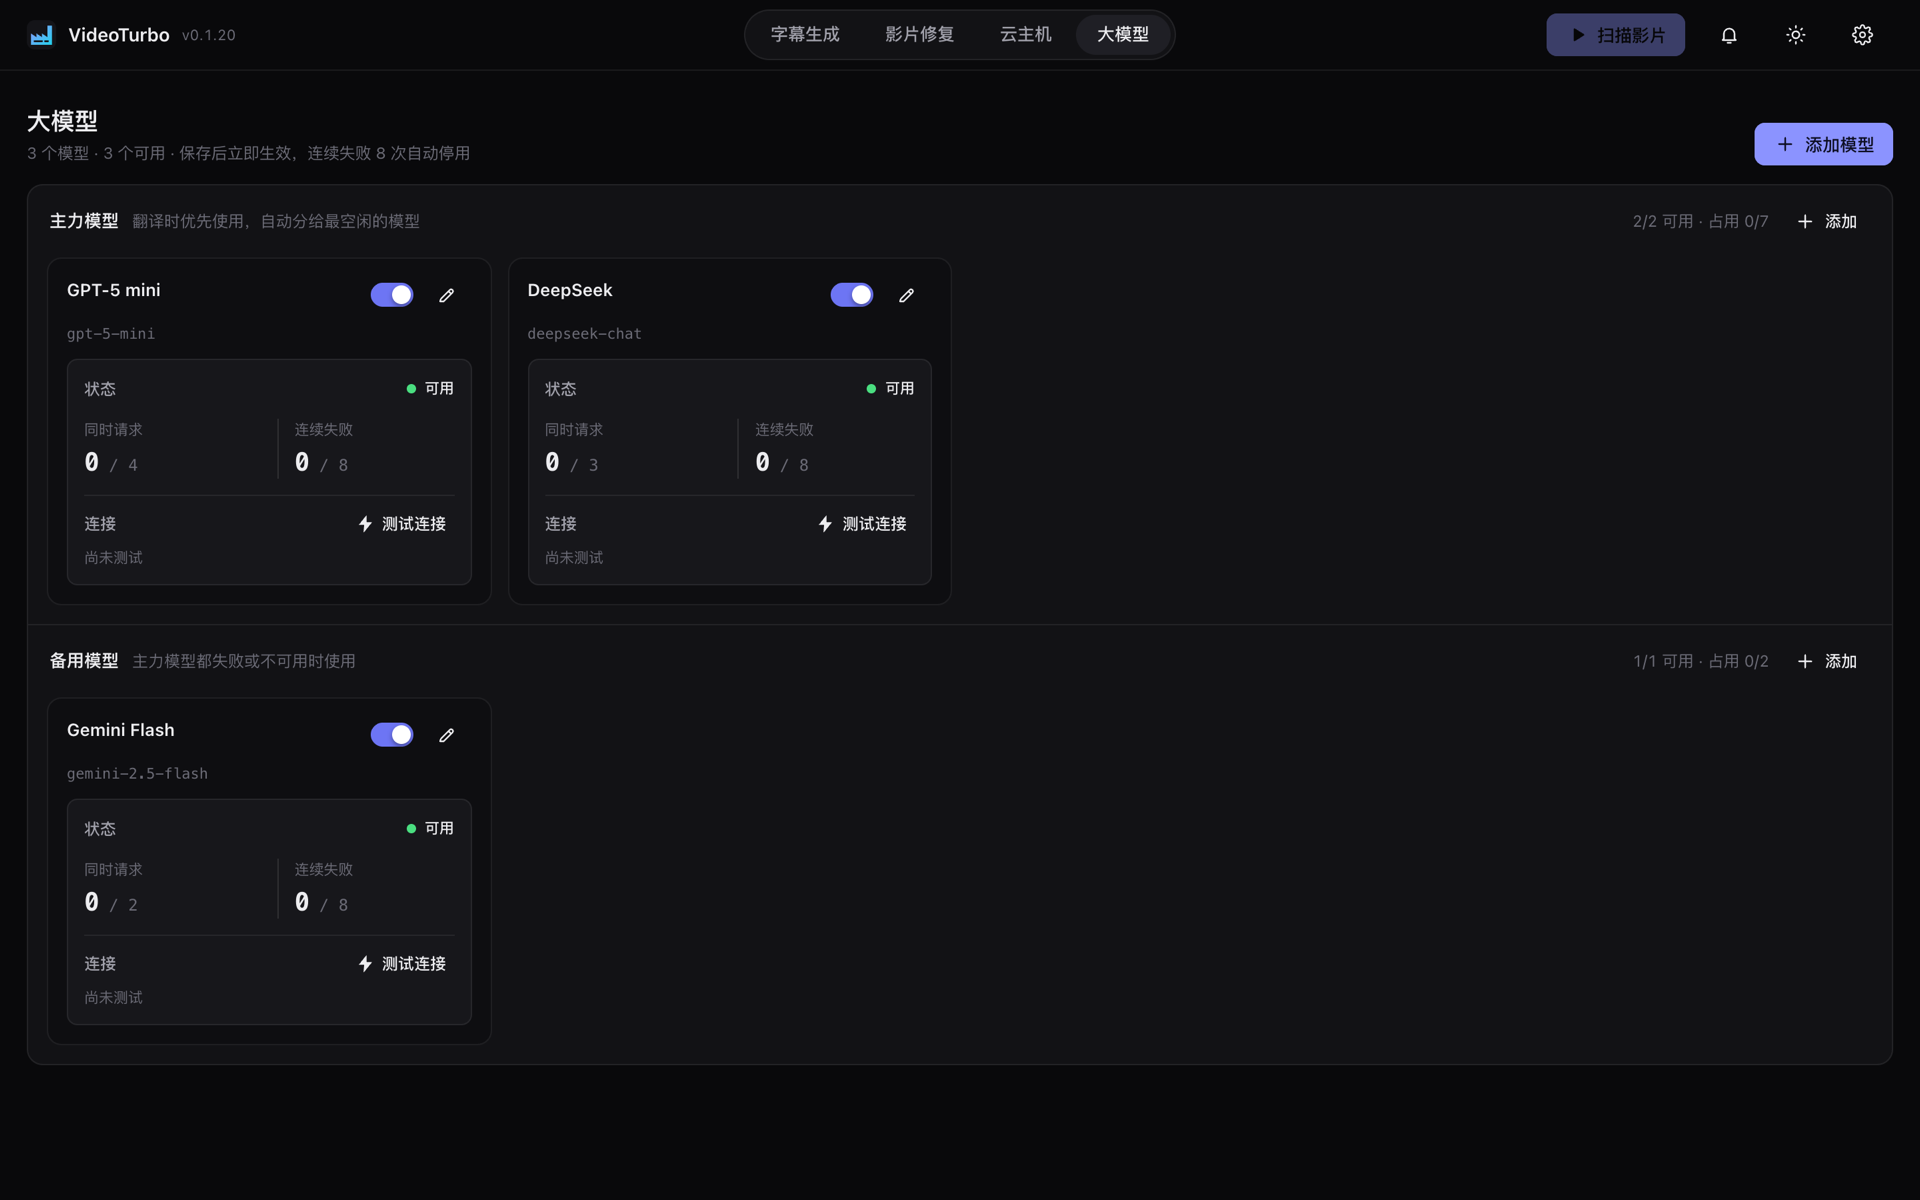 VideoTurbo v0.1.20
字幕生成 影片修复 云主机 大模型
扫描影片
大模型
3 个模型 · 3 个可用 · 保存后立即生效，连续失败 8 次自动停用
添加模型
主力模型 翻译时优先使用，自动分给最空闲的模型
2/2 可用 · 占用 0/7 添加
GPT-5 mini
gpt-5-mini
状态 可用
同时请求 连续失败
0 / 4 0 / 8
连接 测试连接
尚未测试
DeepSeek
deepseek-chat
状态 可用
同时请求 连续失败
0 / 3 0 / 8
连接 测试连接
尚未测试
备用模型 主力模型都失败或不可用时使用
1/1 可用 · 占用 0/2 添加
Gemini Flash
gemini-2.5-flash
状态 可用
同时请求 连续失败
0 / 2 0 / 8
连接 测试连接
尚未测试